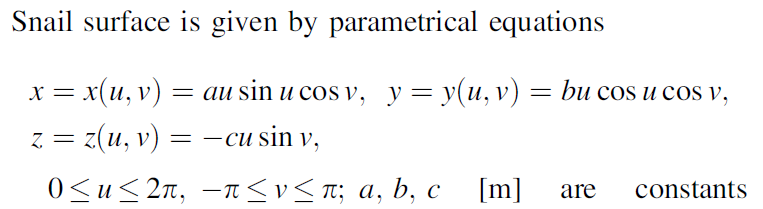 Snail surface is given by parametrical equations
x = x(u, v) = au sin u cos v, y = y(u, v) = bu cos u cos v,
z = z(u, v) = −cu sin v,
0 ≤ u ≤ 2π, −π ≤ v ≤ π; a, b, c [m] are constants